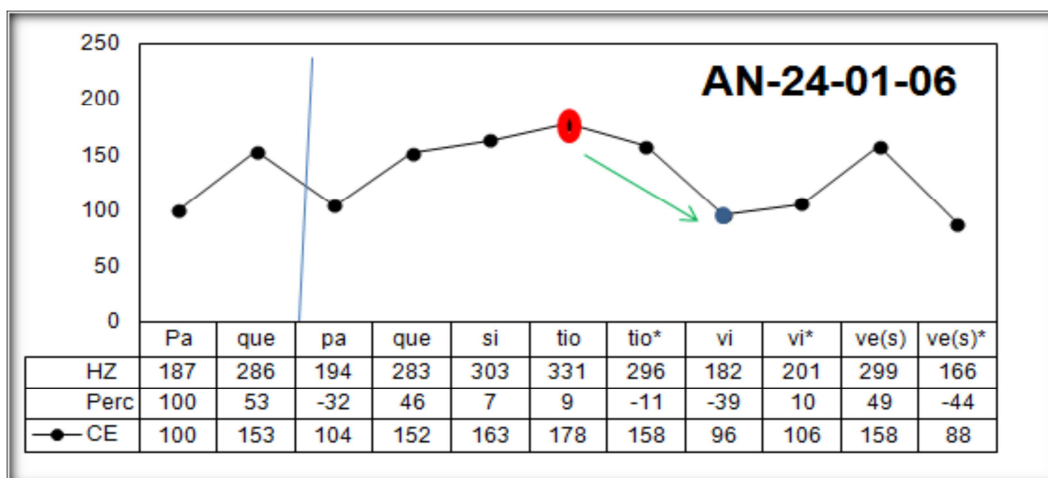 250
AN-24-01-06
200
150
100
50
0
Pa que pa que si tio tio* vi vi* ve(s) ve(s)*
HZ 187 286 194 283 303 331 296 182 201 299 166
Perc 100 53 -32 46 7 9 -11 -39 10 49 -44
CE 100 153 104 152 163 178 158 96 106 158 88